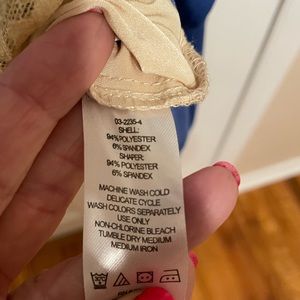 03-2235-4
SHELL:
94% POLYESTER
6% SPANDEX
SHAPER:
94% POLYESTER
6% SPANDEX
MACHINE WASH COLD
DELICATE CYCLE
WASH COLORS SEPARATELY
USE ONLY
NON-CHLORINE BLEACH
TUMBLE DRY MEDIUM
MEDIUM IRON